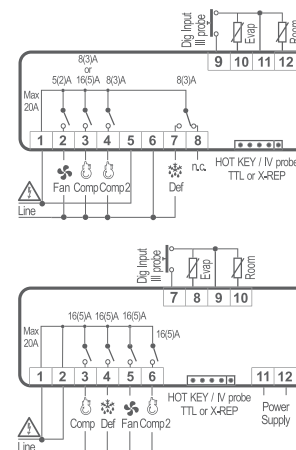 Dig Input
III probe
Evap
Room
9 10 11 12
8(3)A
or
5(2)A 16(5)A 8(3)A 8(3)A
Max
20A
1 2 3 4 5 6 7 8
n.c.
Fan Comp Comp2 Def
HOT KEY / IV probe
TTL or X-REP
Line
Dig Input
III probe
Evap
Room
7 8 9 10
16(5)A 16(5)A 16(5)A
16(5)A
Max
20A
1 2 3 4 5 6 11 12
HOT KEY / IV probe
TTL or X-REP
Comp Def Fan Comp2
Power
Supply
Line